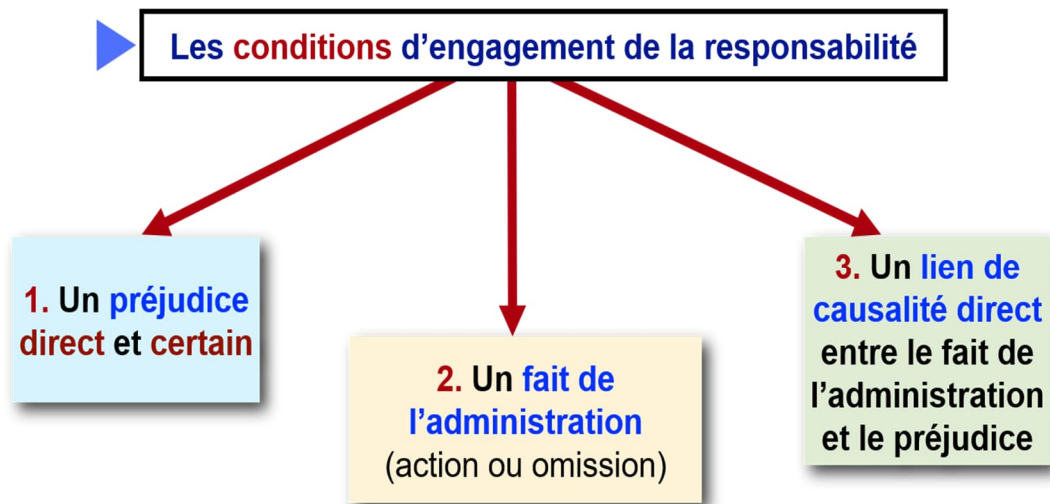 Les conditions d’engagement de la responsabilité
1. Un préjudice
direct et certain
2. Un fait de
l’administration
(action ou omission)
3. Un lien de
causalité direct
entre le fait de
l’administration
et le préjudice